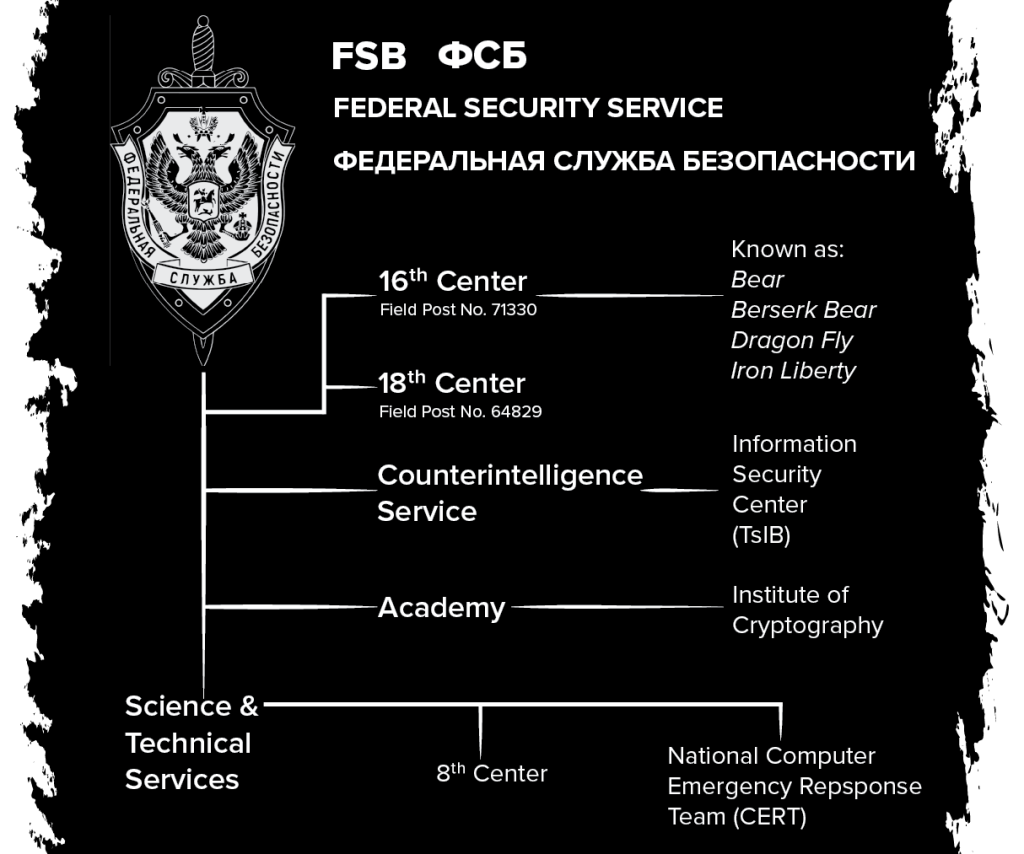 FSB ФСБ
FEDERAL SECURITY SERVICE
ФЕДЕРАЛЬНАЯ СЛУЖБА БЕЗОПАСНОСТИ
ФЕДЕРАЛЬНАЯ
СЛУЖБА
БЕЗОПАСНОСТИ
16th Center
Field Post No. 71330
Known as:
Bear
Berserk Bear
Dragon Fly
Iron Liberty
18th Center
Field Post No. 64829
Counterintelligence
Service
Information
Security
Center
(TsIB)
Academy
Institute of
Cryptography
Science &
Technical
Services
8th Center
National Computer
Emergency Repsponse
Team (CERT)